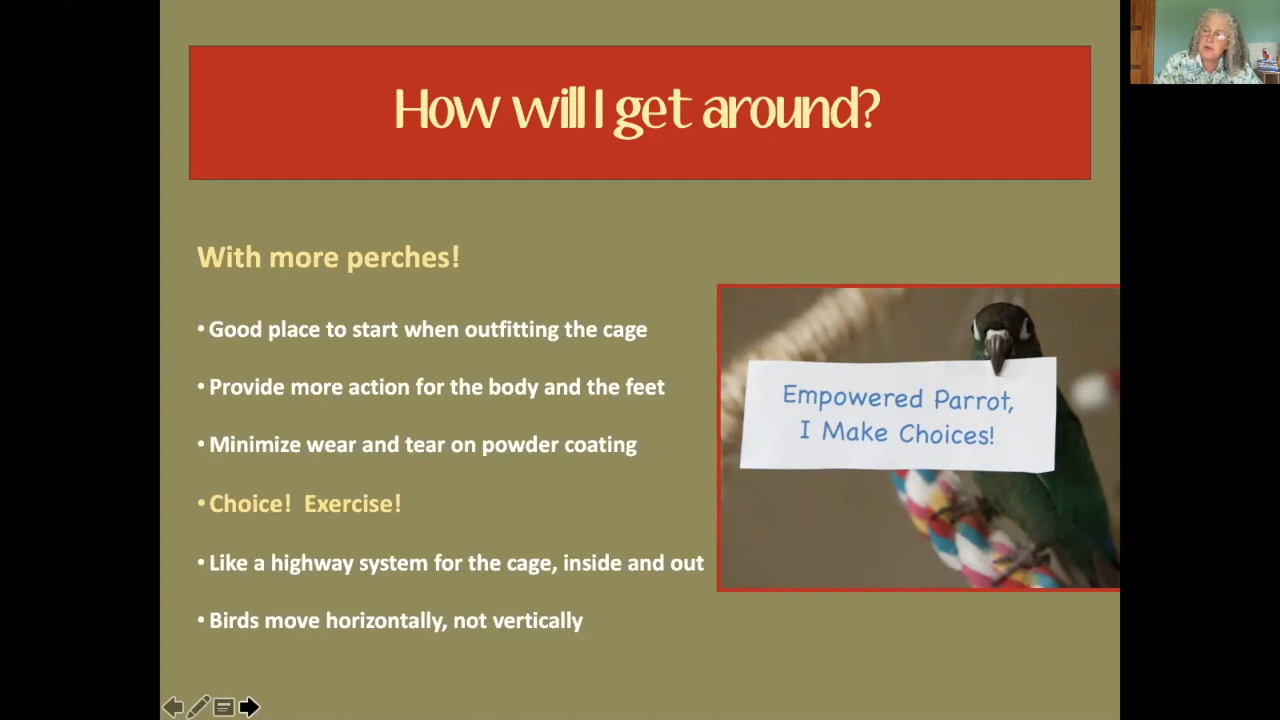 How will I get around?
With more perches!
• Good place to start when outfitting the cage
• Provide more action for the body and the feet
• Minimize wear and tear on powder coating
• Choice!  Exercise!
• Like a highway system for the cage, inside and out
• Birds move horizontally, not vertically
Empowered Parrot,
I Make Choices!